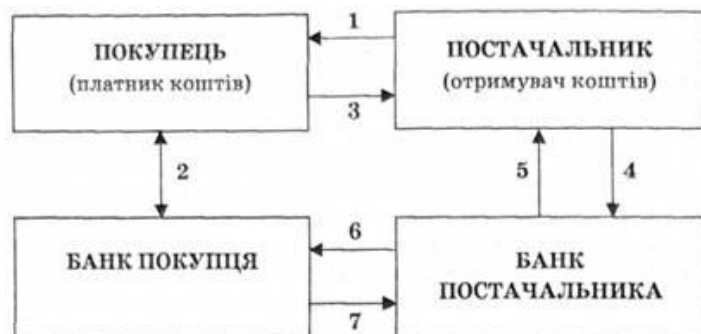 1
ПОКУПЕЦЬ
(платник коштів)
ПОСТАЧАЛЬНИК
(отримувач коштів)
3
2
5
4
БАНК ПОКУПЦЯ
6
БАНК
ПОСТАЧАЛЬНИКА
7